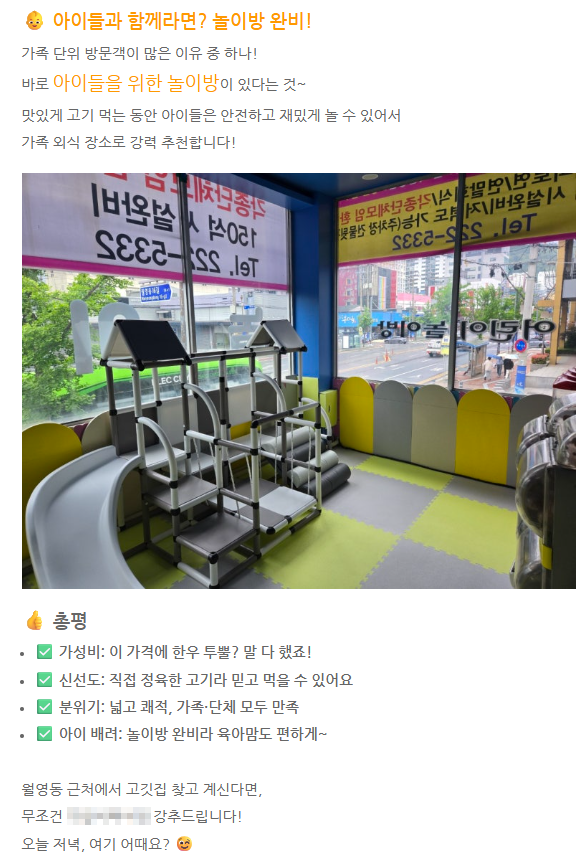 👶 아이들과 함께라면? 놀이방 완비!
가족 단위 방문객이 많은 이유 중 하나!
바로 아이들을 위한 놀이방이 있다는 것~
맛있게 고기 먹는 동안 아이들은 안전하고 재밌게 놀 수 있어서
가족 외식 장소로 강력 추천합니다!
각종단체모임
150석 시설완비
Tel. 222-5332
Tel. 222-5332
어린이놀이방
ELEC CI
👍 총평
• ✅ 가성비: 이 가격에 한우 투뿔? 말 다 했죠!
• ✅ 신선도: 직접 정육한 고기라 믿고 먹을 수 있어요
• ✅ 분위기: 넓고 쾌적, 가족·단체 모두 만족
• ✅ 아이 배려: 놀이방 완비라 육아맘도 편하게~
월영동 근처에서 고깃집 찾고 계신다면,
무조건 강추드립니다!
오늘 저녁, 여기 어때요? 😋